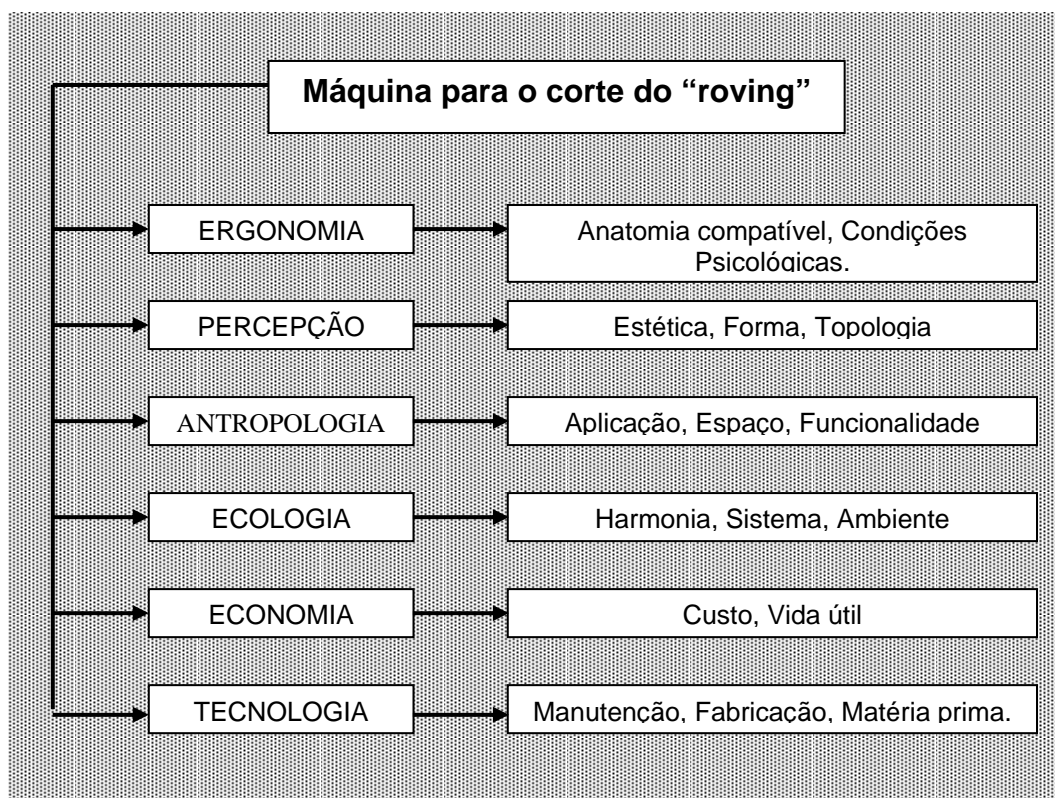 Máquina para o corte do “roving”
ERGONOMIA
Anatomia compatível, Condições
Psicológicas.
PERCEPÇÃO
Estética, Forma, Topologia
ANTROPOLOGIA
Aplicação, Espaço, Funcionalidade
ECOLOGIA
Harmonia, Sistema, Ambiente
ECONOMIA
Custo, Vida útil
TECNOLOGIA
Manutenção, Fabricação, Matéria prima.